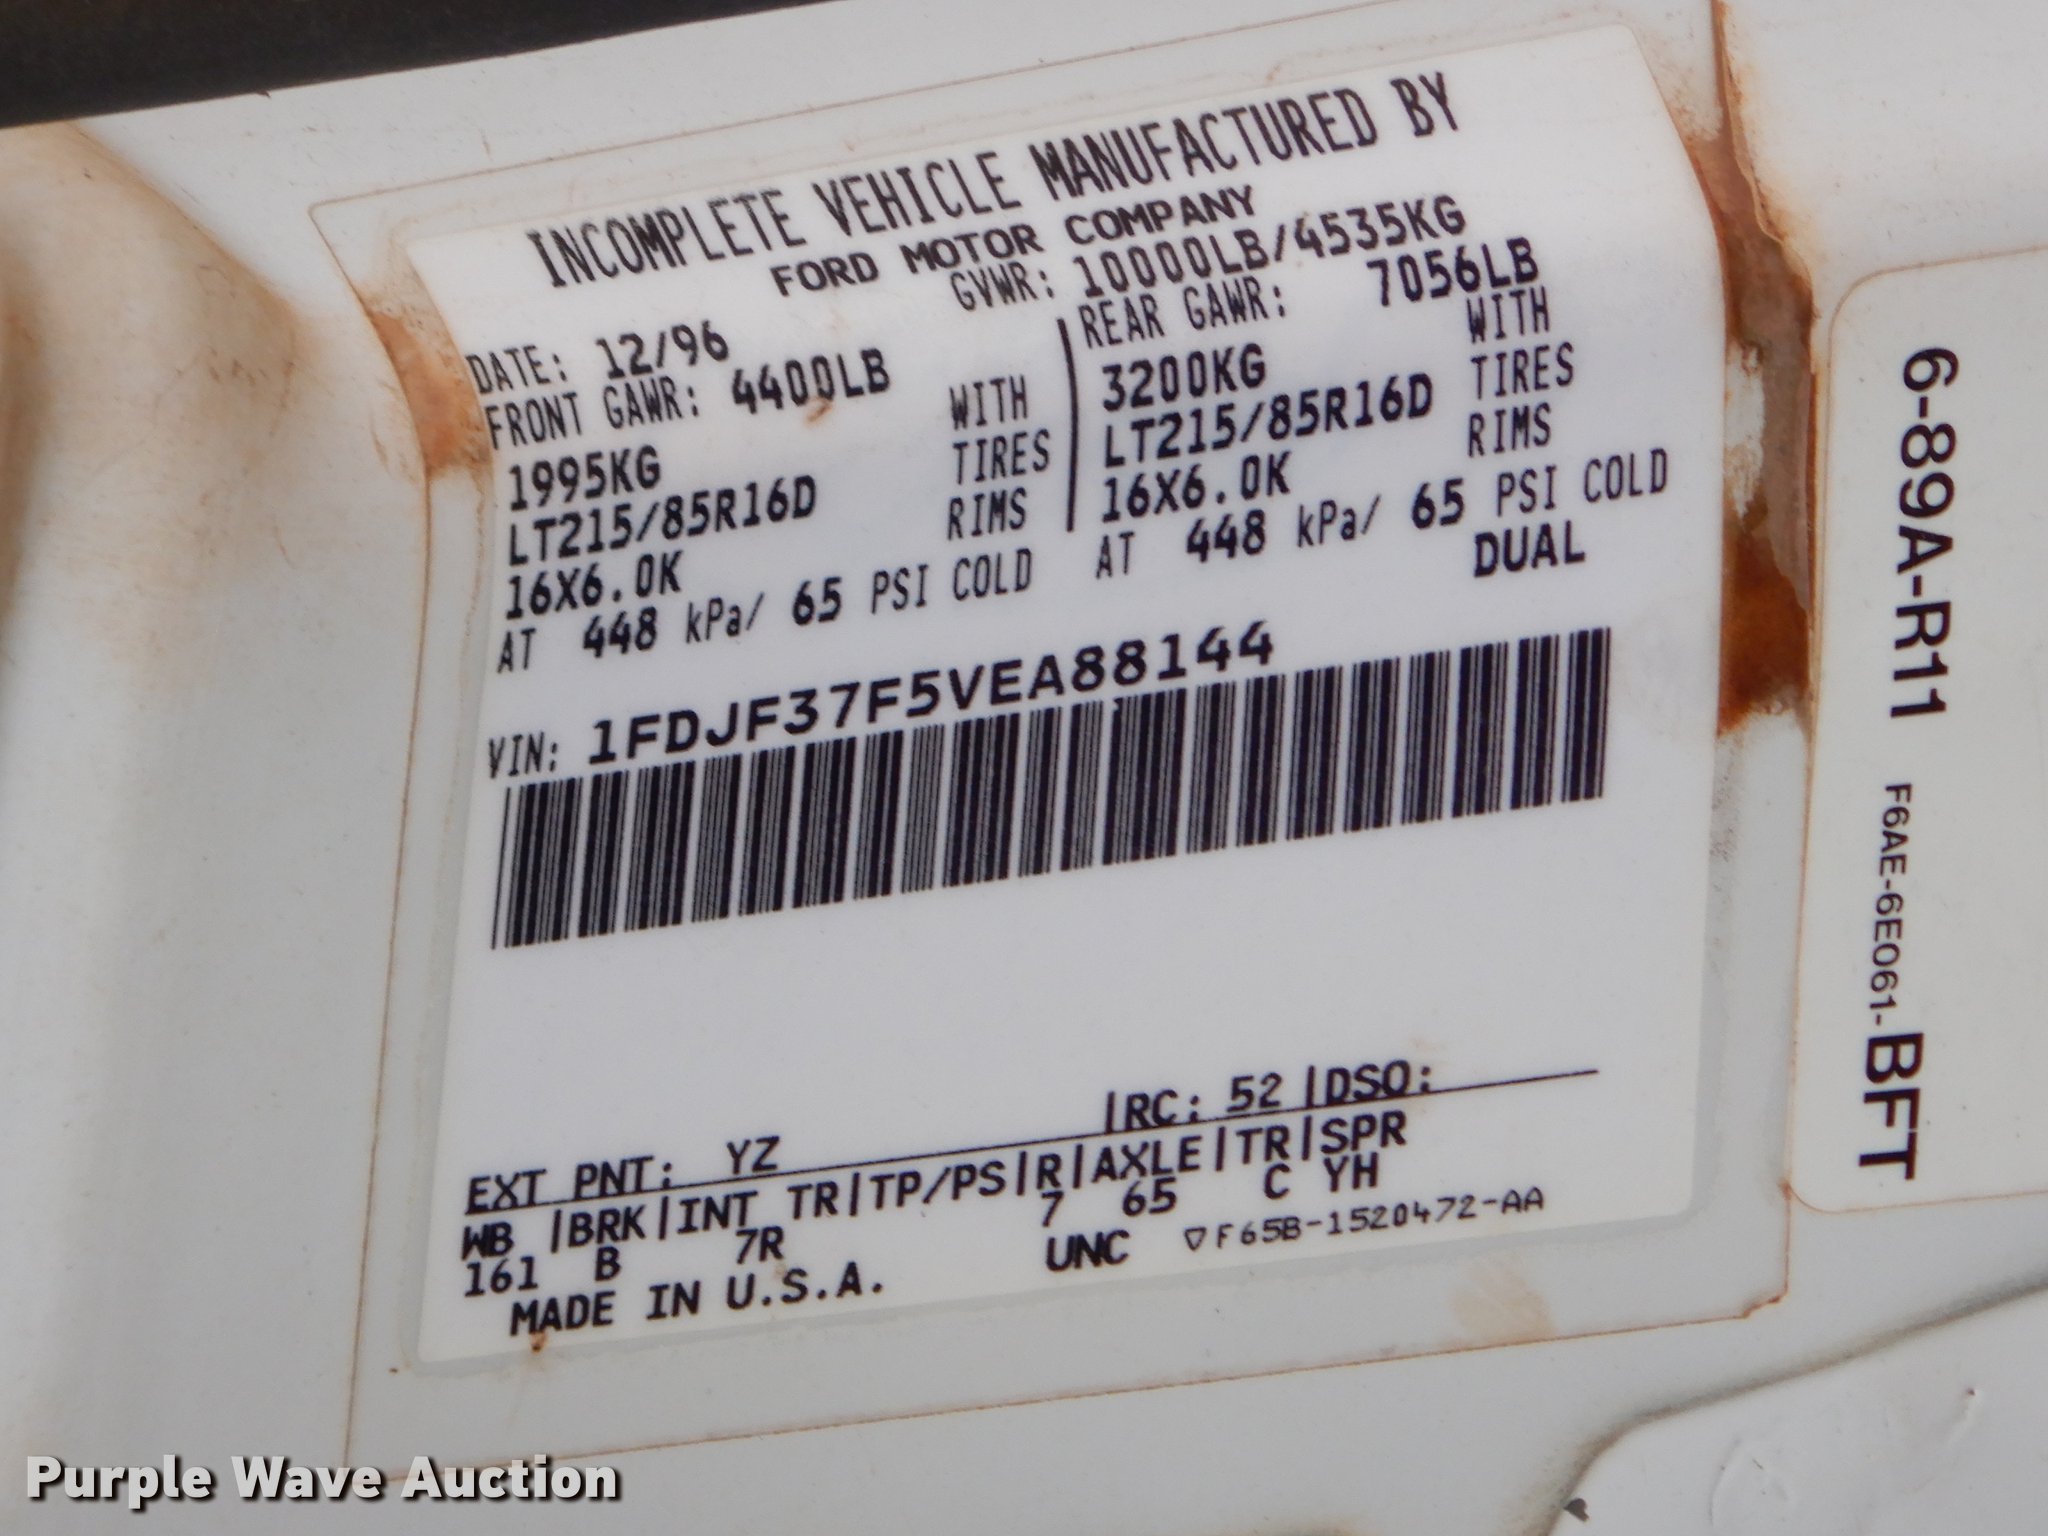 INCOMPLETE VEHICLE MANUFACTURED BY
FORD MOTOR COMPANY
DATE: 12/96 GVWR: 10000LB/4535KG
FRONT GAWR: 4400LB REAR GAWR: 7056LB
1995KG WITH 3200KG WITH
LT215/85R16D TIRES LT215/85R16D TIRES
16X6.0K RIMS 16X6.0K RIMS
AT 448 kPa/ 65 PSI COLD AT 448 kPa/ 65 PSI COLD
DUAL
VIN: 1FDJF37F5VEA88144
EXT PNT: YZ |RC: 52 |DSO:
WB |BRK|INT TR|TP/PS|R|AXLE|TR|SPR
161 B 7R 7 65 C YH
MADE IN U.S.A. UNC ▽F65B-1520472-AA
6-89A-R11 F6AE-6E061-BFT
Purple Wave Auction